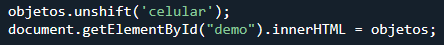 objetos.unshift('celular');
document.getElementById("demo").innerHTML = objetos;